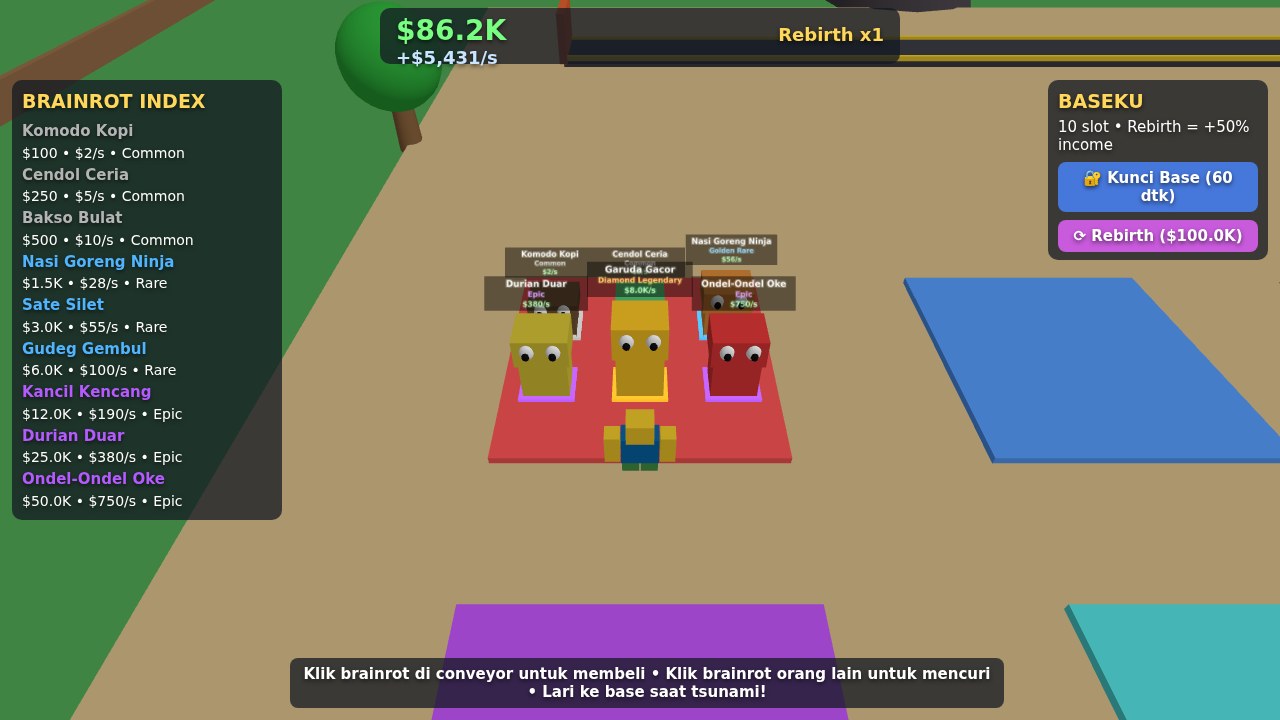 $86.2K
+$5,431/s
Rebirth x1
BRAINROT INDEX
Komodo Kopi
$100 • $2/s • Common
Cendol Ceria
$250 • $5/s • Common
Bakso Bulat
$500 • $10/s • Common
Nasi Goreng Ninja
$1.5K • $28/s • Rare
Sate Silet
$3.0K • $55/s • Rare
Gudeg Gembul
$6.0K • $100/s • Rare
Kancil Kencang
$12.0K • $190/s • Epic
Durian Duar
$25.0K • $380/s • Epic
Ondel-Ondel Oke
$50.0K • $750/s • Epic
BASEKU
10 slot • Rebirth = +50%
income
🔐 Kunci Base (60
dtk)
⟳ Rebirth ($100.0K)
Nasi Goreng Ninja
Golden Rare
$56/s
Komodo Kopi
Common
$2/s
Cendol Ceria
Garuda Gacor
Diamond Legendary
$8.0K/s
Durian Duar
Epic
$380/s
Ondel-Ondel Oke
Epic
$750/s
Klik brainrot di conveyor untuk membeli • Klik brainrot orang lain untuk mencuri
• Lari ke base saat tsunami!